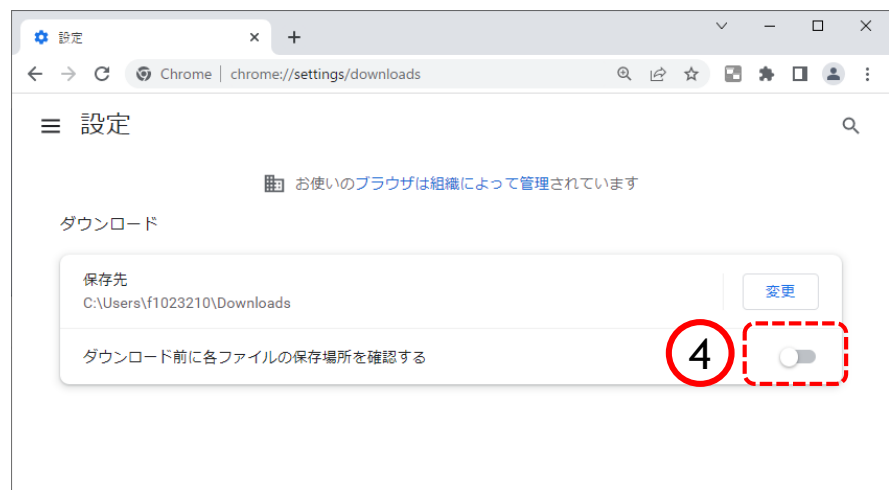 設定
Chrome | chrome://settings/downloads
設定
お使いのブラウザは組織によって管理されています
ダウンロード
保存先
C:\Users\f1023210\Downloads
変更
ダウンロード前に各ファイルの保存場所を確認する
4